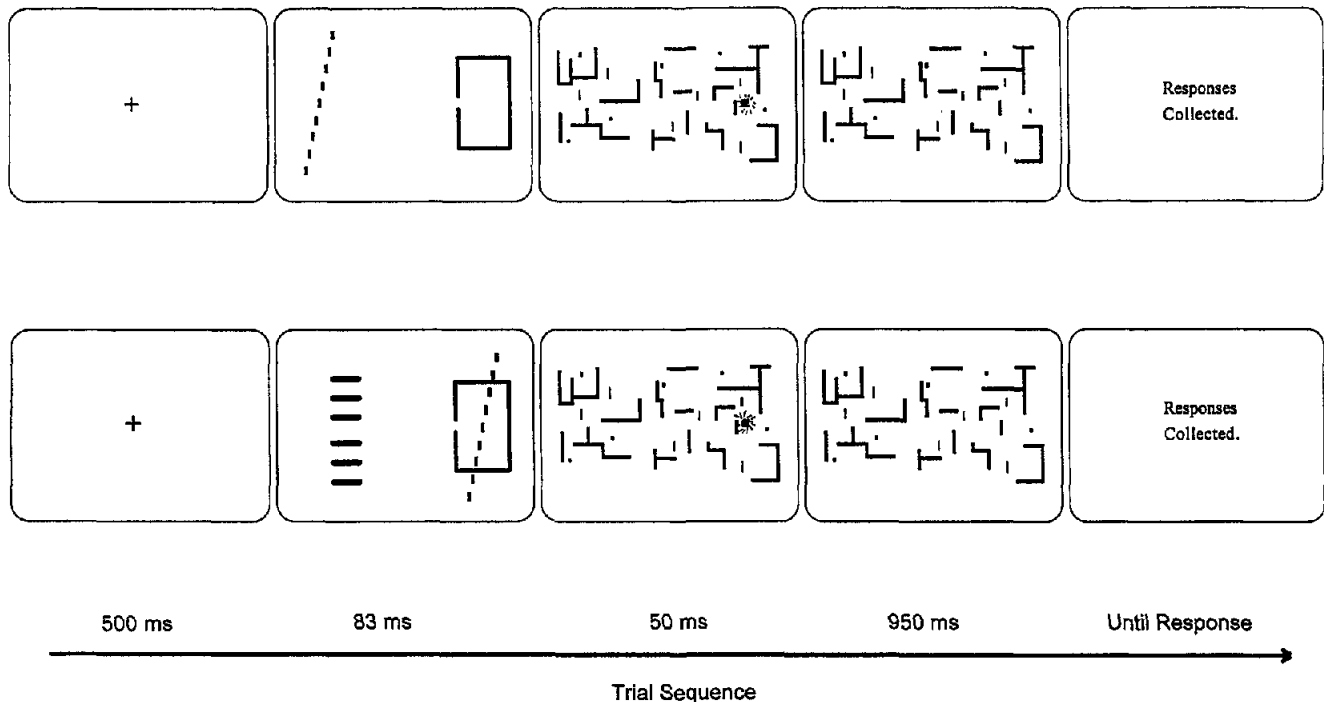 Responses
Collected.
Responses
Collected.
500 ms 83 ms 50 ms 950 ms Until Response
Trial Sequence